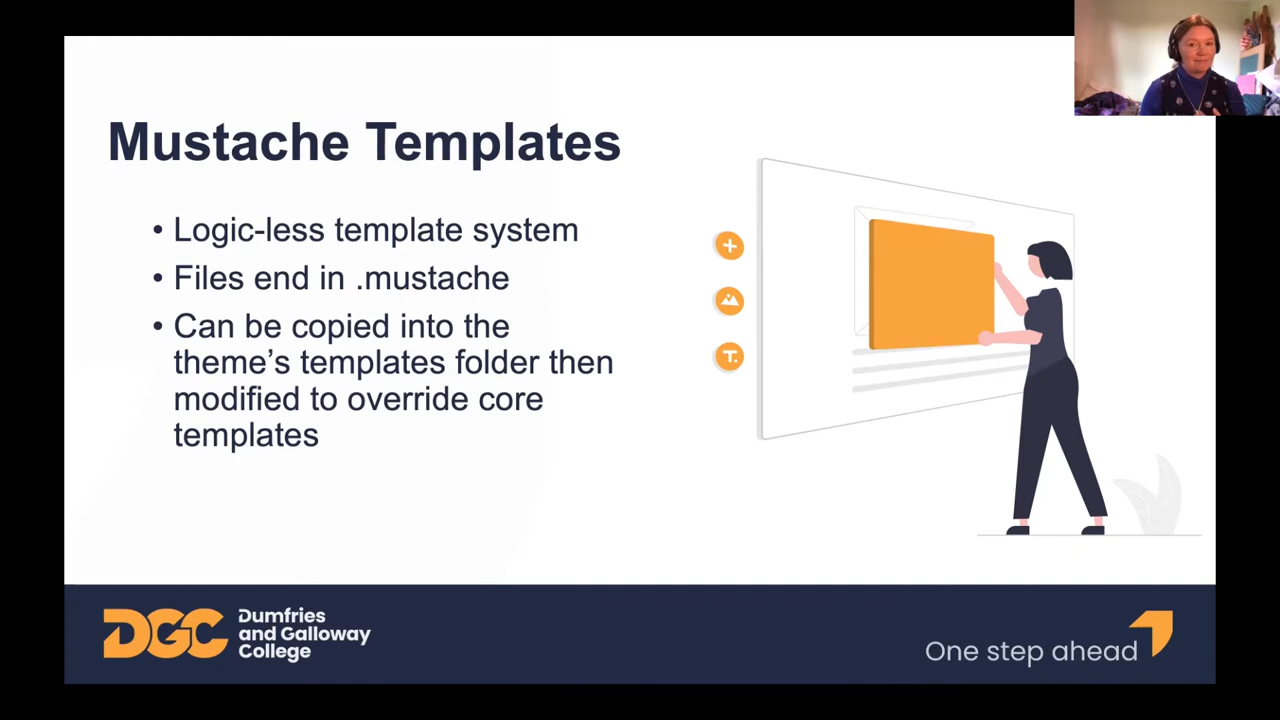 Mustache Templates
• Logic-less template system
• Files end in .mustache
• Can be copied into the
theme’s templates folder then
modified to override core
templates
T.
DGC
Dumfries
and Galloway
College
One step ahead